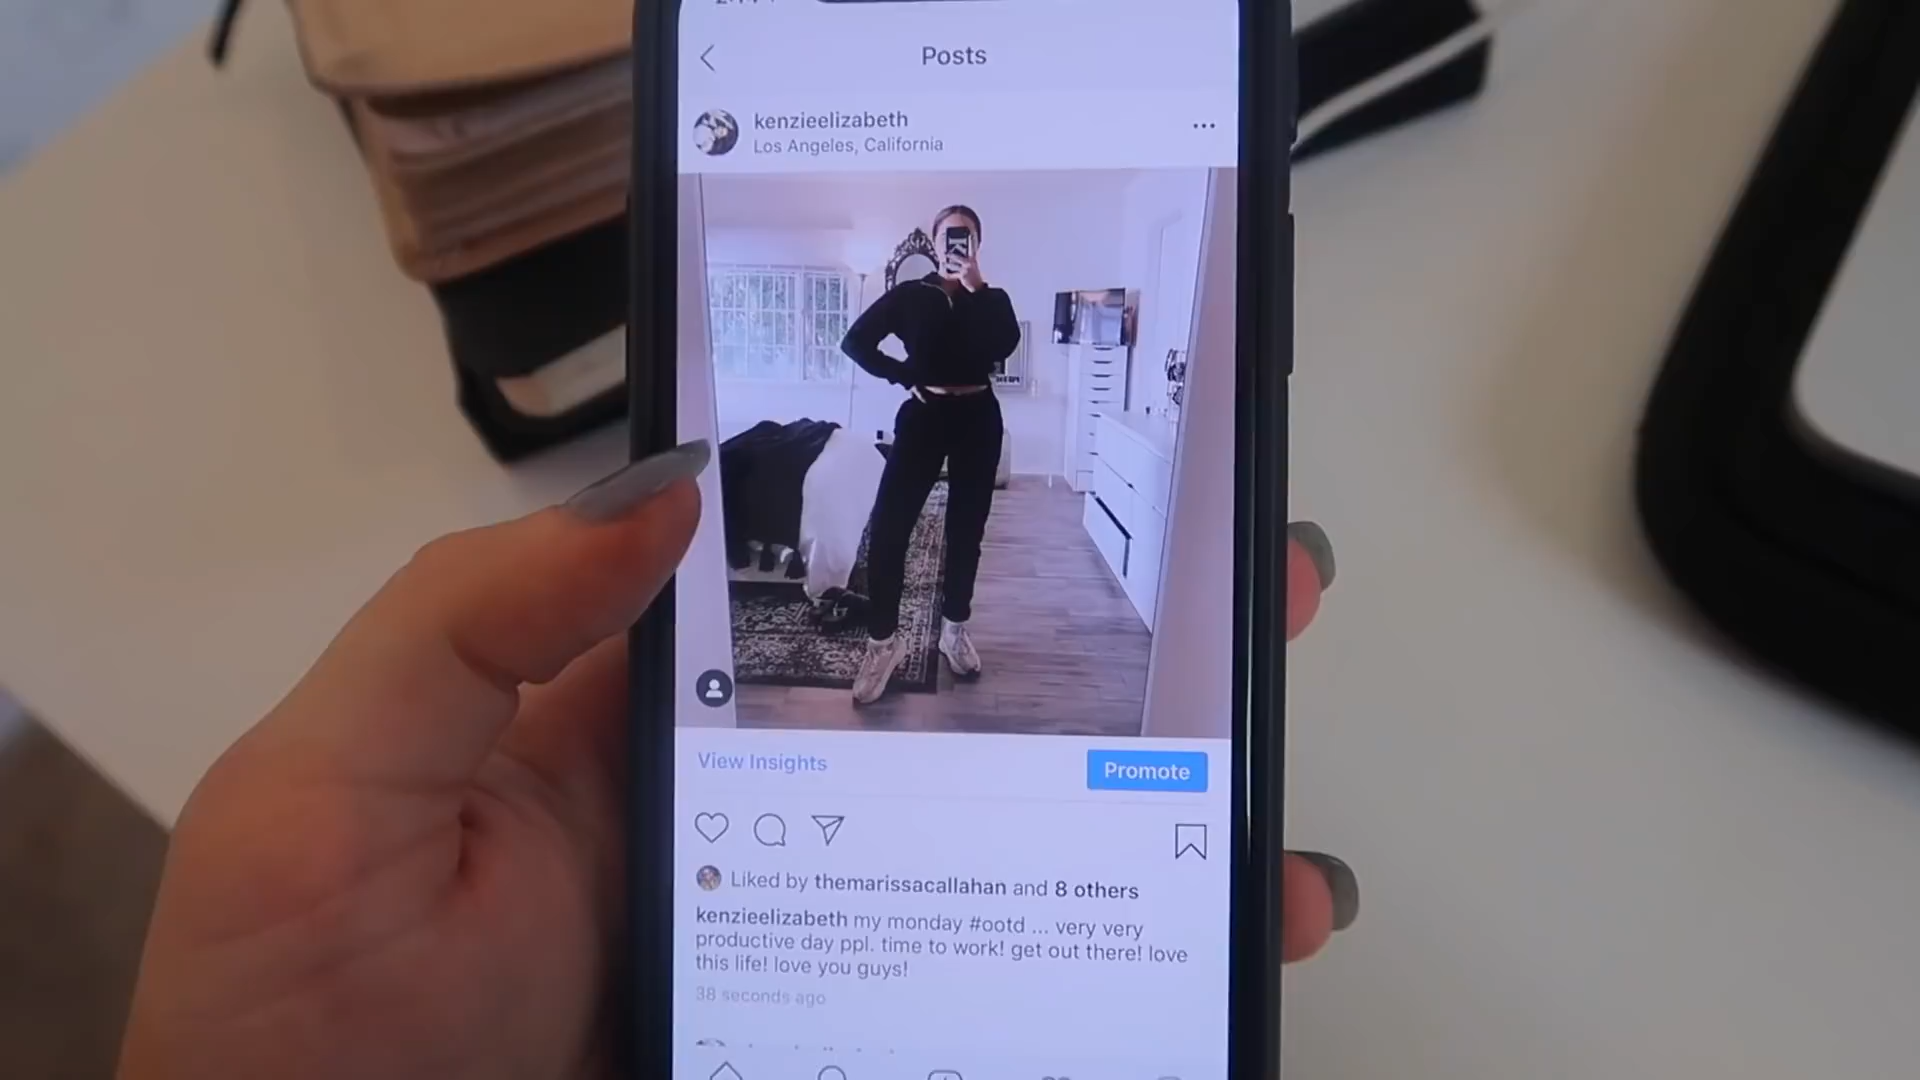 Posts
kenzieelizabeth
Los Angeles, California
K
View Insights
Promote
Liked by themarissacallahan and 8 others
kenzieelizabeth my monday #ootd ... very very
productive day ppl. time to work! get out there! love
this life! love you guys!
38 seconds ago